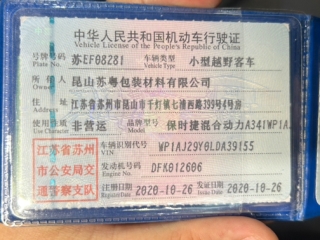 中华人民共和国机动车行驶证
Vehicle License of the People's Republic of China
号牌号码 苏EF08281 车辆类型 小型越野客车
Plate No. Vehicle Type
所有人 昆山苏粤包装材料有限公司
Owner
住址 江苏省苏州市昆山市千灯镇七浦西路399号4号房
Address
使用性质 非营运 品牌型号 保时捷混合动力A341WP1A
Use Character Model
江苏省苏州市公安局交通警察支队
车辆识别代号 WP1AJ29Y0LDA39155
VIN
发动机号码 DFK012606
Engine No.
注册日期 2020-10-26 发证日期 2020-10-26
Register Date Issue Date